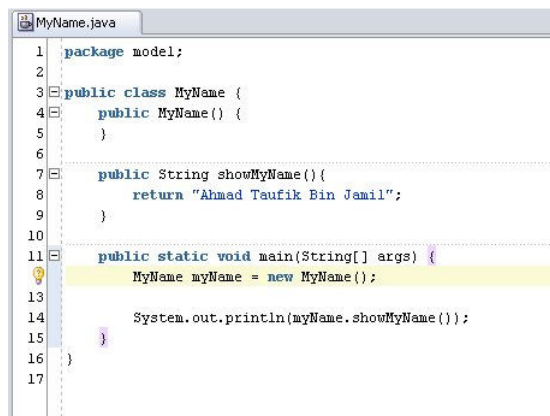 MyName.java
1 package model;
2
3 public class MyName {
4     public MyName() {
5     }
6
7     public String showMyName(){
8         return "Ahmad Taufik Bin Jamil";
9     }
10
11     public static void main(String[] args) {
        MyName myName = new MyName();
13
14         System.out.println(myName.showMyName());
15     }
16 }
17